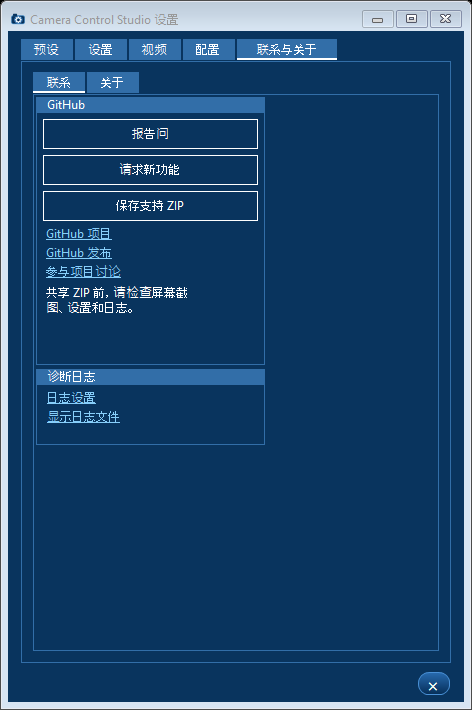 Camera Control Studio 设置
预设 设置 视频 配置 联系与关于
联系 关于
GitHub
报告问
请求新功能
保存支持 ZIP
GitHub 项目
GitHub 发布
参与项目讨论
共享 ZIP 前，请检查屏幕截
图、设置和日志。
诊断日志
日志设置
显示日志文件